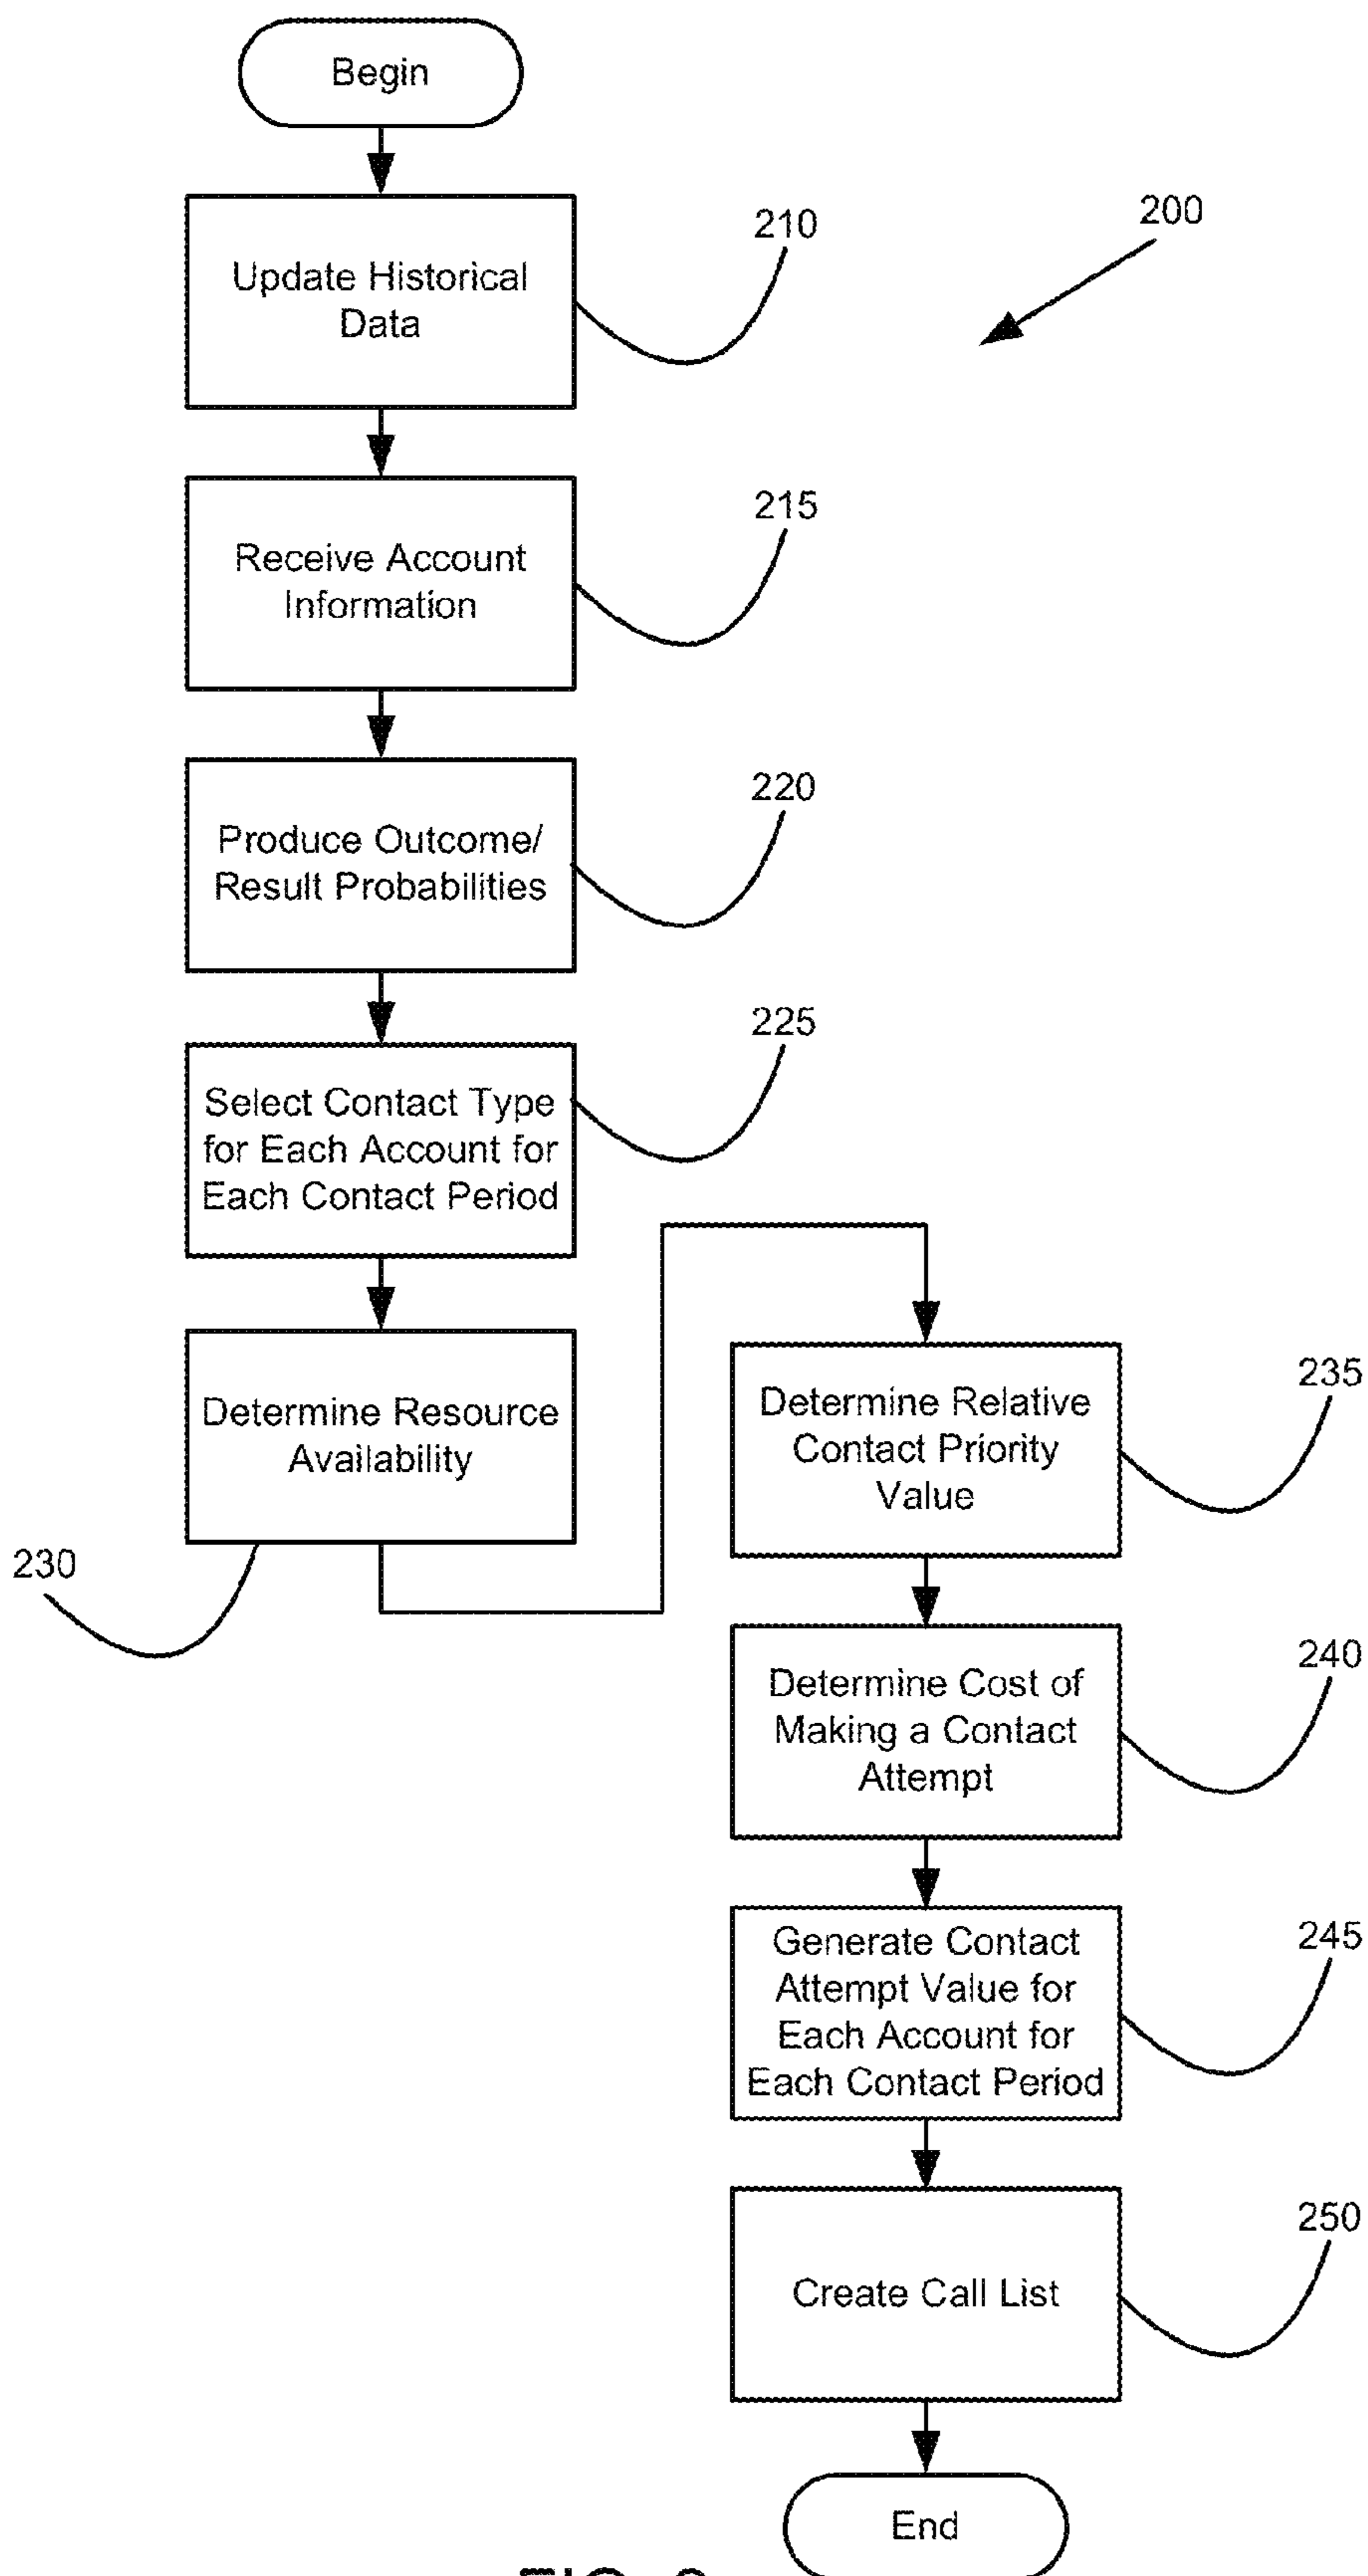 Begin
200
210
Update Historical
Data
215
Receive Account
Information
220
Produce Outcome/
Result Probabilities
225
Select Contact Type
for Each Account for
Each Contact Period
Determine Resource
Availability
230
235
Determine Relative
Contact Priority
Value
240
Determine Cost of
Making a Contact
Attempt
245
Generate Contact
Attempt Value for
Each Account for
Each Contact Period
250
Create Call List
End